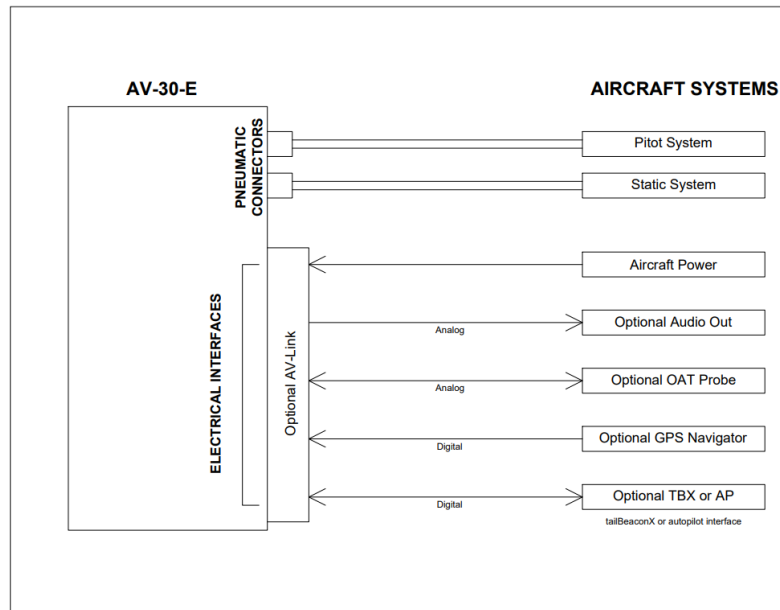 AV-30-E
AIRCRAFT SYSTEMS
PNEUMATIC
CONNECTORS
Pitot System
Static System
ELECTRICAL INTERFACES
Optional AV-Link
Aircraft Power
Optional Audio Out
Analog
Optional OAT Probe
Analog
Optional GPS Navigator
Digital
Optional TBX or AP
Digital
tailBeaconX or autopilot interface